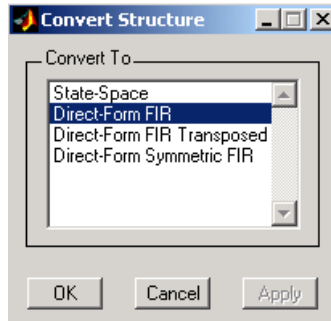 Convert Structure
Convert To
State-Space
Direct-Form FIR
Direct-Form FIR Transposed
Direct-Form Symmetric FIR
OK Cancel Apply